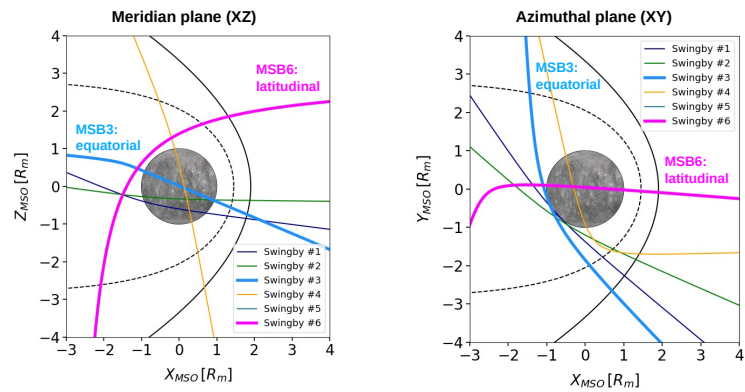 Meridian plane (XZ)
4
3
2
1
0
−1
−2
−3
−4
Z_MSO [R_m]
MSB6:
latitudinal
MSB3:
equatorial
Swingby #1
Swingby #2
Swingby #3
Swingby #4
Swingby #5
Swingby #6
−3 −2 −1 0 1 2 3 4
X_MSO [R_m]
Azimuthal plane (XY)
4
3
2
1
0
−1
−2
−3
−4
Y_MSO [R_m]
MSB3:
equatorial
Swingby #1
Swingby #2
Swingby #3
Swingby #4
Swingby #5
Swingby #6
MSB6:
latitudinal
−3 −2 −1 0 1 2 3 4
X_MSO [R_m]